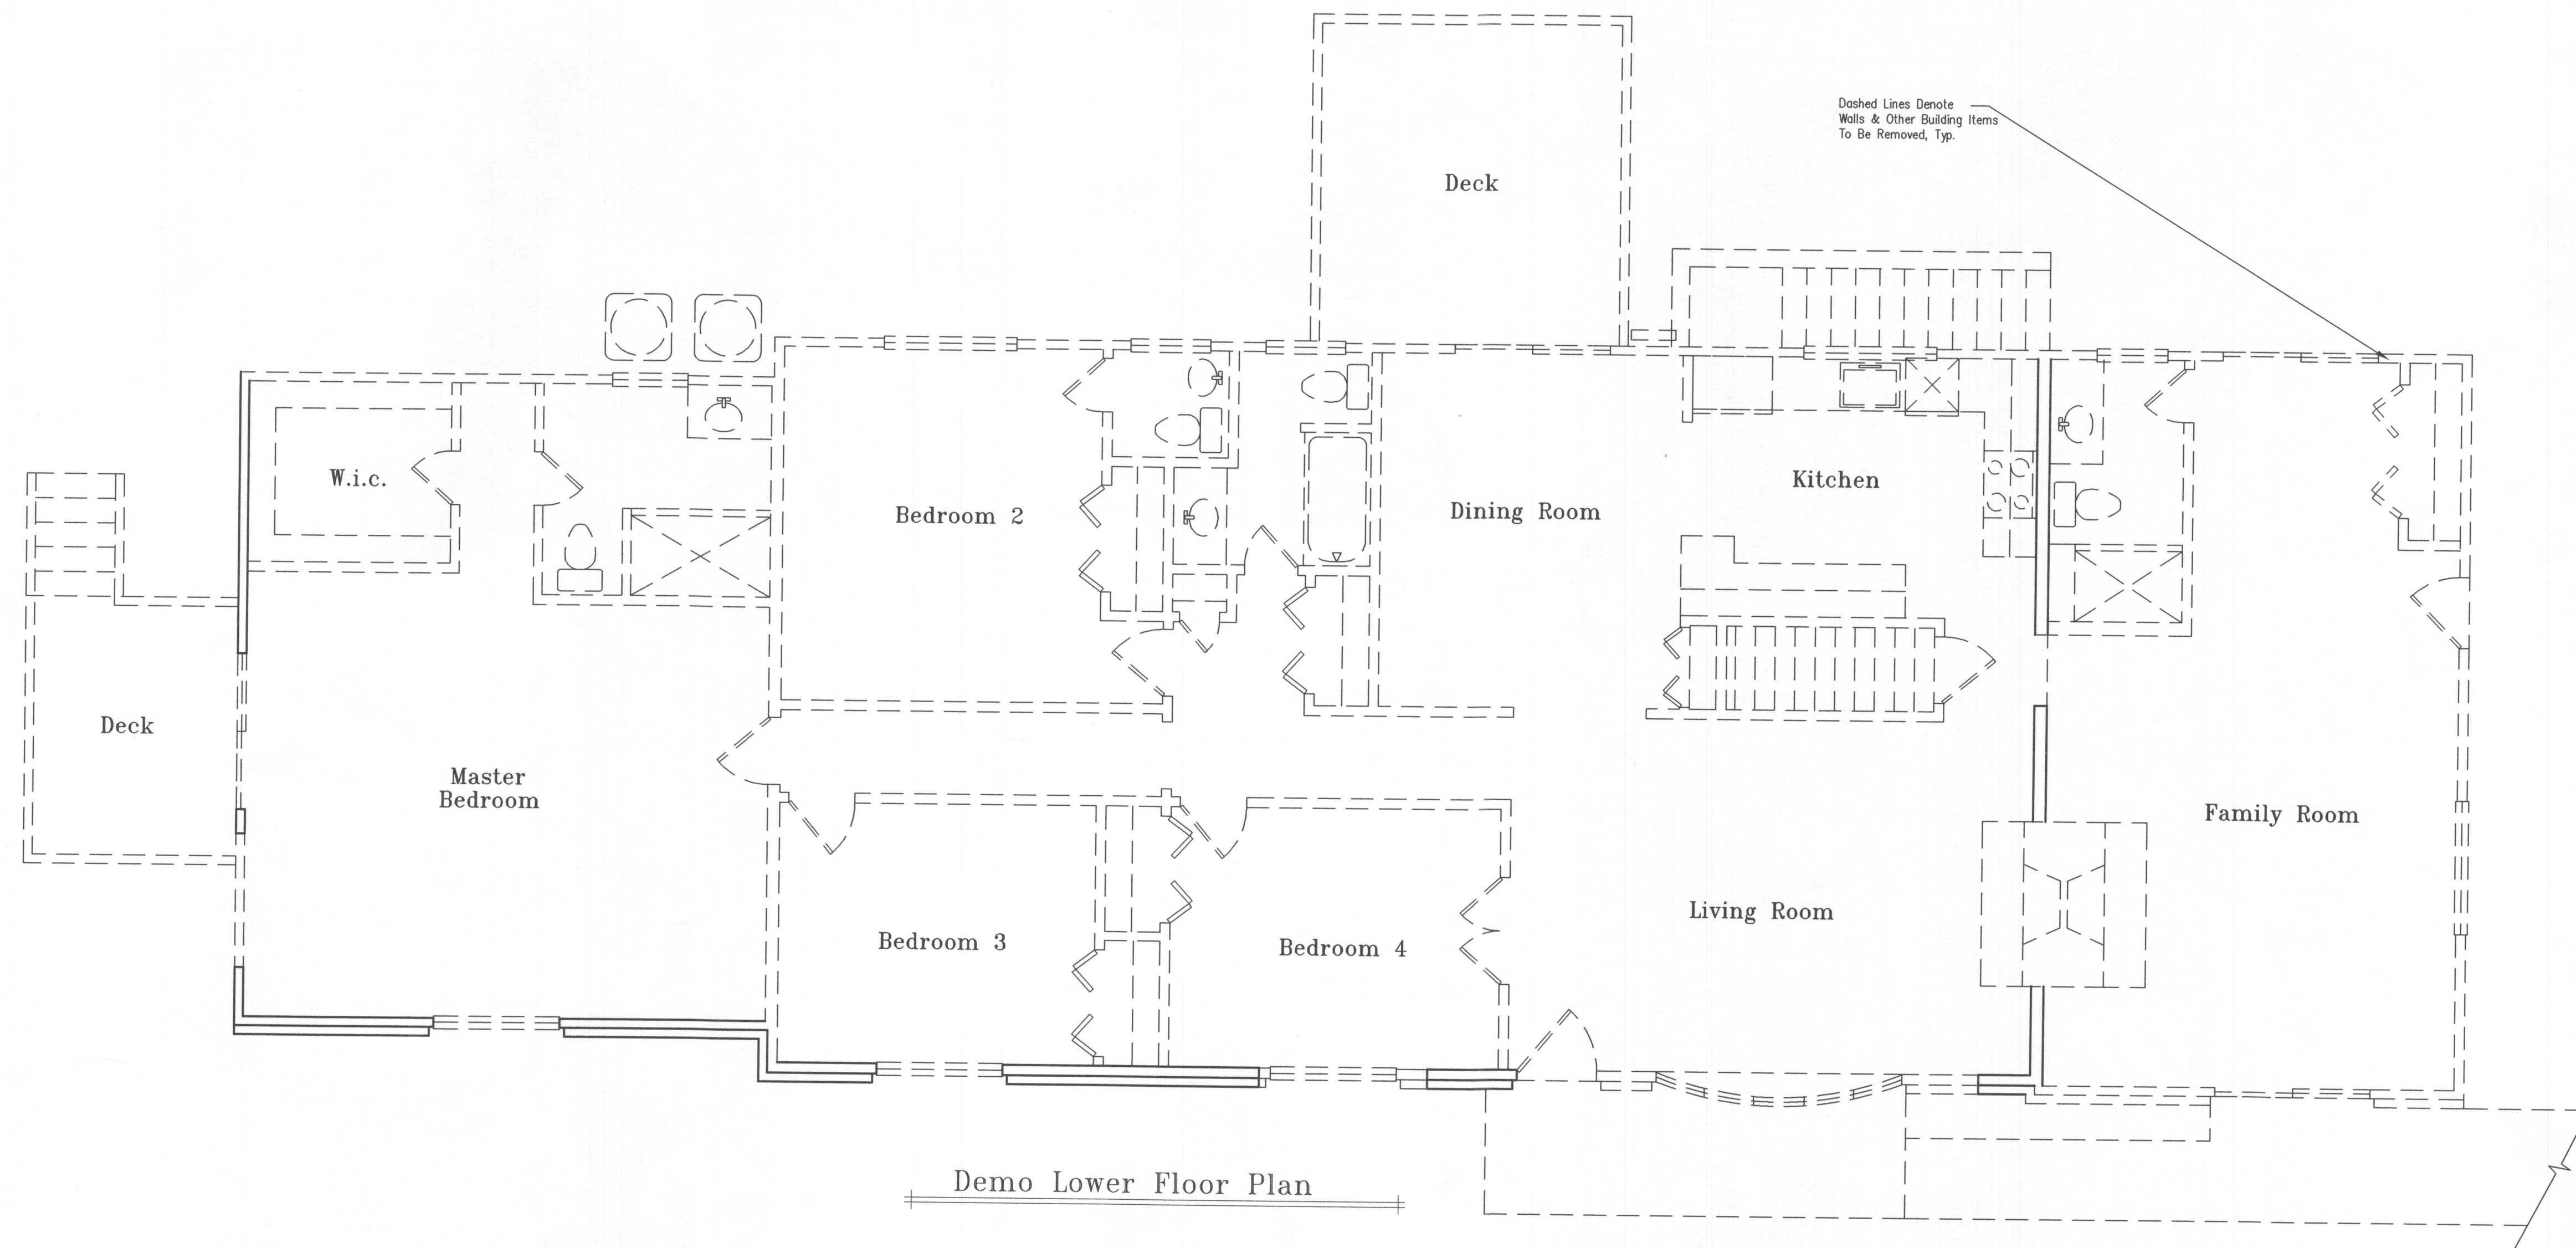 Dashed Lines Denote
Walls & Other Building Items
To Be Removed, Typ.
Deck
W.i.c.
Bedroom 2
Dining Room
Kitchen
Deck
Master
Bedroom
Family Room
Bedroom 3
Bedroom 4
Living Room
Demo Lower Floor Plan